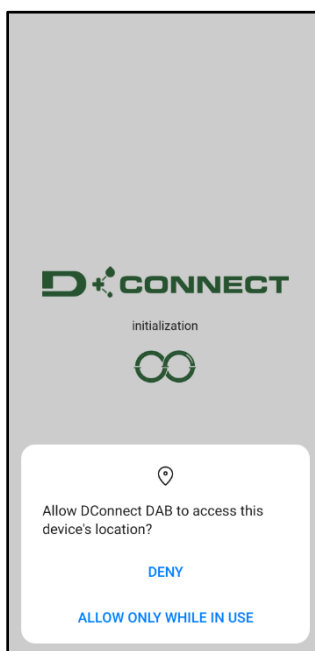 D CONNECT
initialization
Allow DConnect DAB to access this
device's location?
DENY
ALLOW ONLY WHILE IN USE